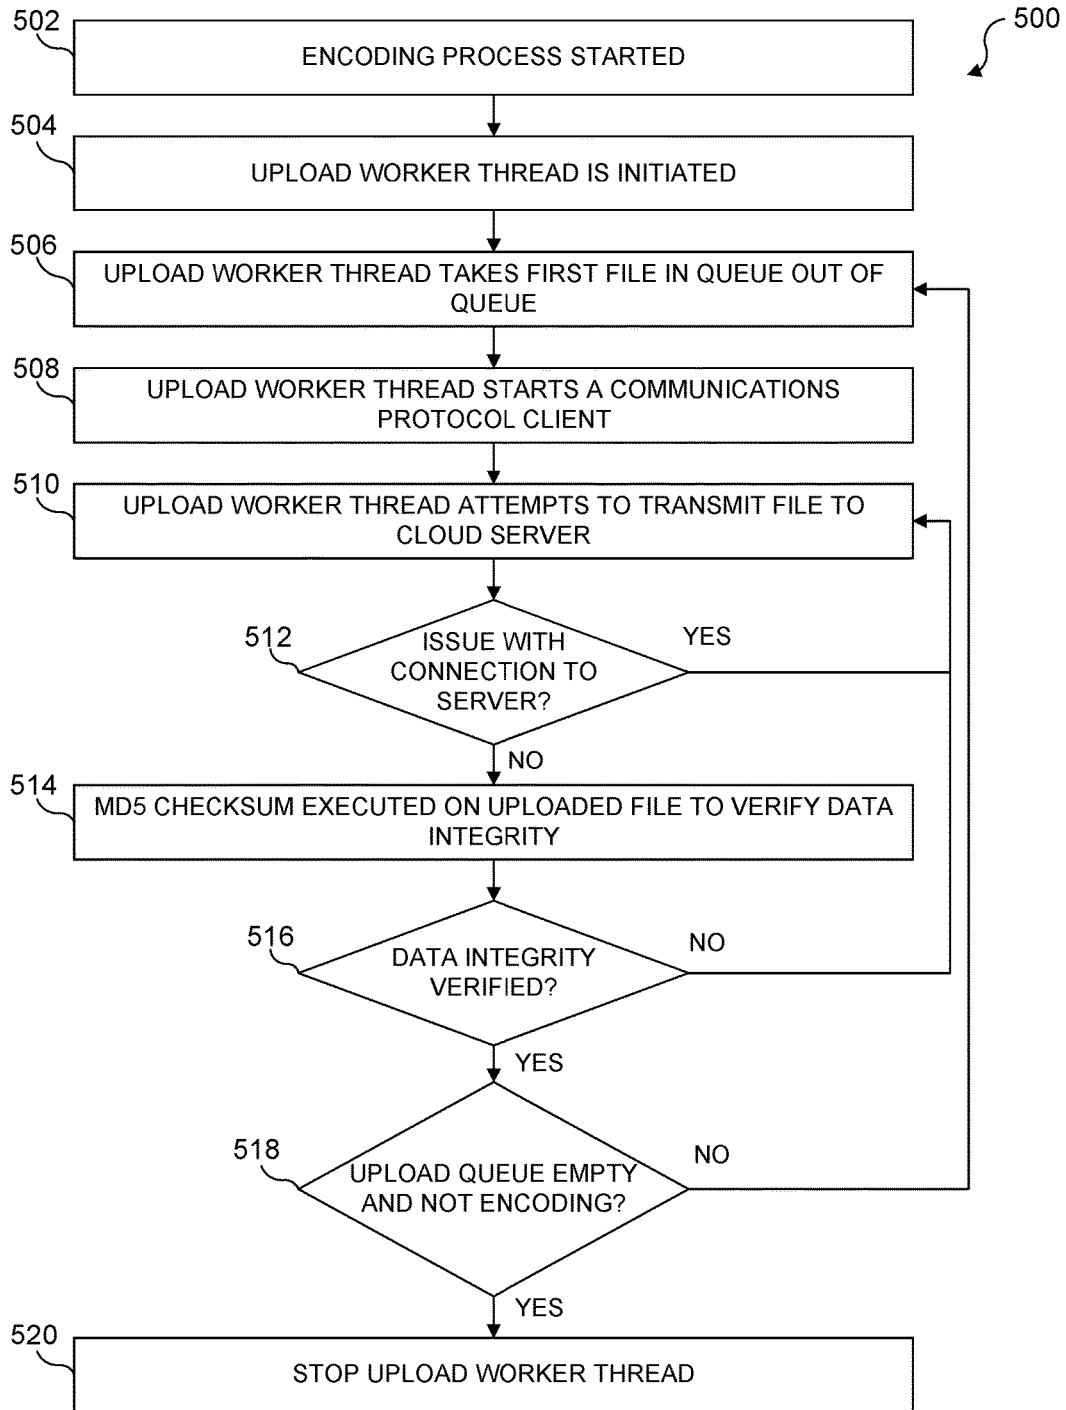 500
502
ENCODING PROCESS STARTED
504
UPLOAD WORKER THREAD IS INITIATED
506
UPLOAD WORKER THREAD TAKES FIRST FILE IN QUEUE OUT OF
QUEUE
508
UPLOAD WORKER THREAD STARTS A COMMUNICATIONS
PROTOCOL CLIENT
510
UPLOAD WORKER THREAD ATTEMPTS TO TRANSMIT FILE TO
CLOUD SERVER
512
ISSUE WITH
CONNECTION TO
SERVER?
YES
NO
514
MD5 CHECKSUM EXECUTED ON UPLOADED FILE TO VERIFY DATA
INTEGRITY
516
DATA INTEGRITY
VERIFIED?
NO
YES
518
UPLOAD QUEUE EMPTY
AND NOT ENCODING?
NO
YES
520
STOP UPLOAD WORKER THREAD